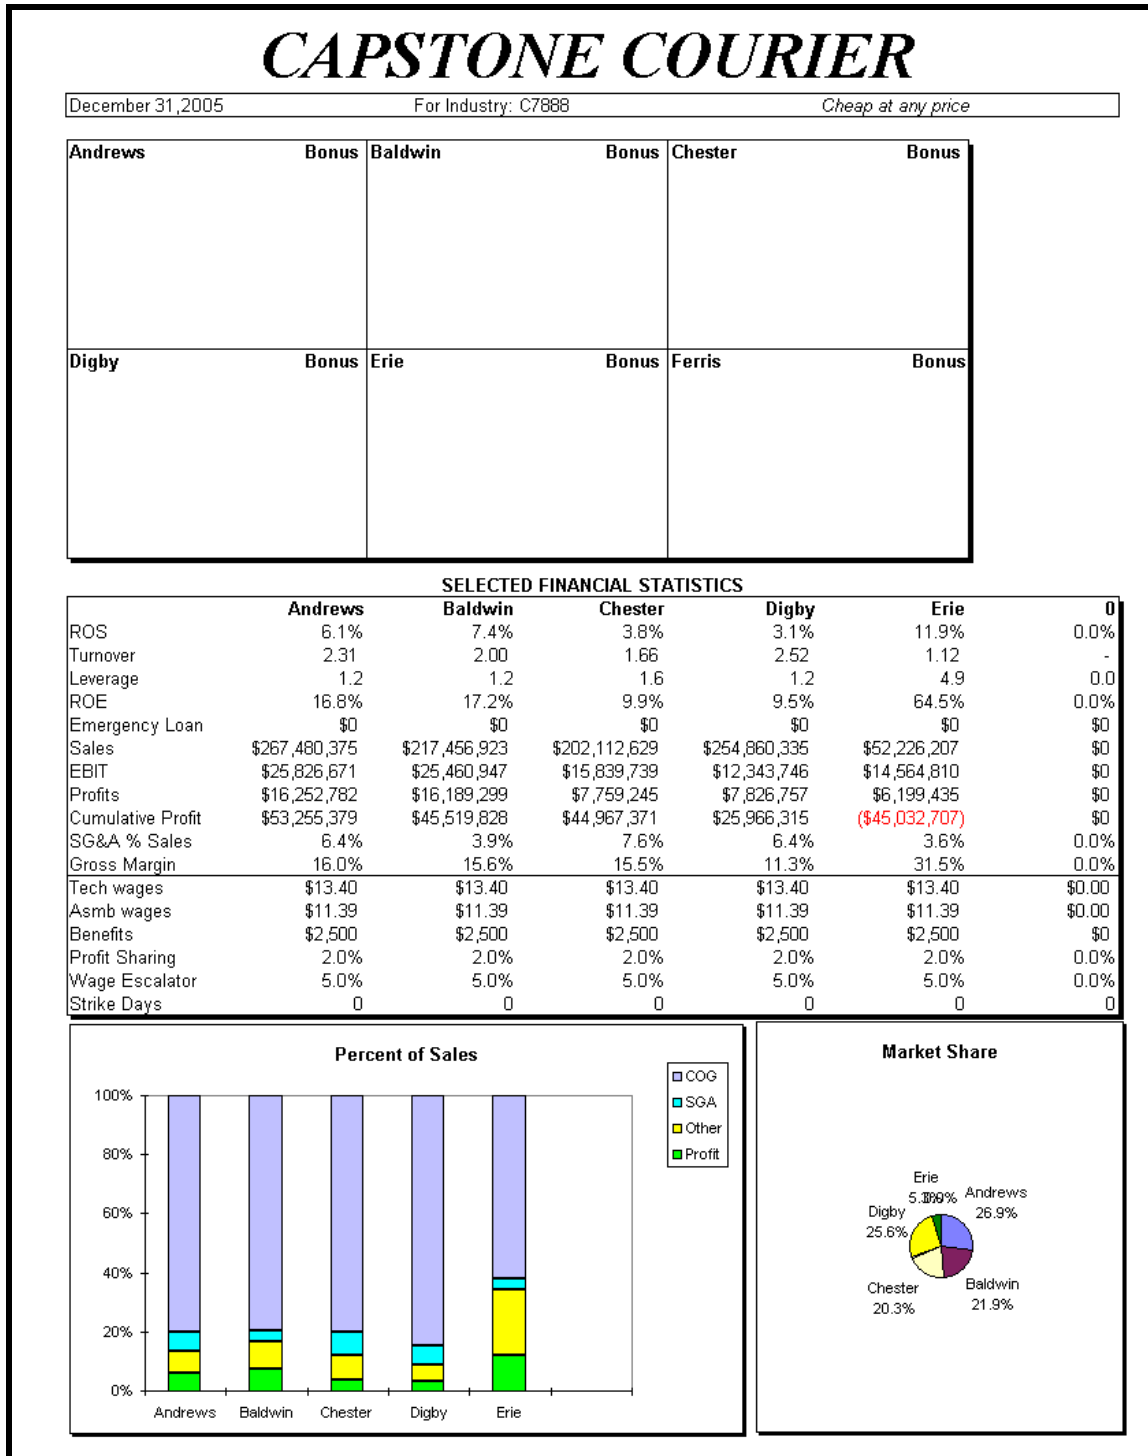 CAPSTONE COURIER
December 31,2005 For Industry: C7888 Cheap at any price
Andrews Bonus Baldwin Bonus Chester Bonus
Digby Bonus Erie Bonus Ferris Bonus
SELECTED FINANCIAL STATISTICS
Andrews Baldwin Chester Digby Erie 0
ROS 6.1% 7.4% 3.8% 3.1% 11.9% 0.0%
Turnover 2.31 2.00 1.66 2.52 1.12 -
Leverage 1.2 1.2 1.6 1.2 4.9 0.0
ROE 16.8% 17.2% 9.9% 9.5% 64.5% 0.0%
Emergency Loan $0 $0 $0 $0 $0 $0
Sales $267,480,375 $217,456,923 $202,112,629 $254,860,335 $52,226,207 $0
EBIT $25,826,671 $25,460,947 $15,839,739 $12,343,746 $14,564,810 $0
Profits $16,252,782 $16,189,299 $7,759,245 $7,826,757 $6,199,435 $0
Cumulative Profit $53,255,379 $45,519,828 $44,967,371 $25,966,315 ($45,032,707) $0
SG&A % Sales 6.4% 3.9% 7.6% 6.4% 3.6% 0.0%
Gross Margin 16.0% 15.6% 15.5% 11.3% 31.5% 0.0%
Tech wages $13.40 $13.40 $13.40 $13.40 $13.40 $0.00
Asmb wages $11.39 $11.39 $11.39 $11.39 $11.39 $0.00
Benefits $2,500 $2,500 $2,500 $2,500 $2,500 $0
Profit Sharing 2.0% 2.0% 2.0% 2.0% 2.0% 0.0%
Wage Escalator 5.0% 5.0% 5.0% 5.0% 5.0% 0.0%
Strike Days 0 0 0 0 0 0
Percent of Sales
COG
SGA
Other
Profit
100%
80%
60%
40%
20%
0%
Andrews Baldwin Chester Digby Erie
Market Share
Erie
Andrews
26.9%
Digby
25.6%
Chester
20.3%
Baldwin
21.9%